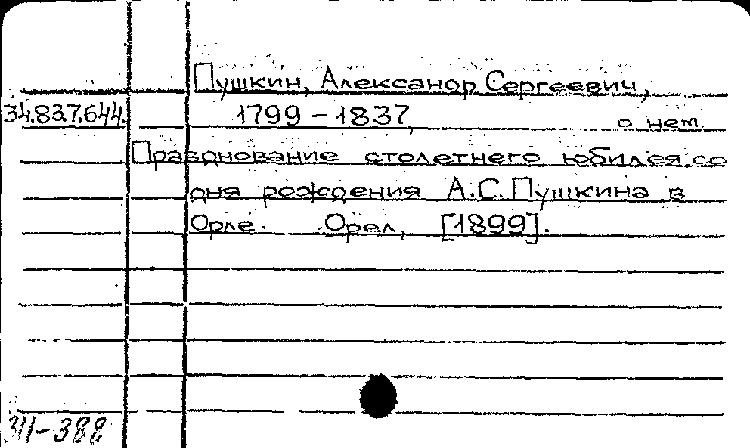 Пушкин, Александр Сергеевич,
34.837.644. 1799 – 1837, о нем
Празднование столетнего юбилея со
дня рождения А.С. Пушкина в
Орле. Орел, [1899].
34-388